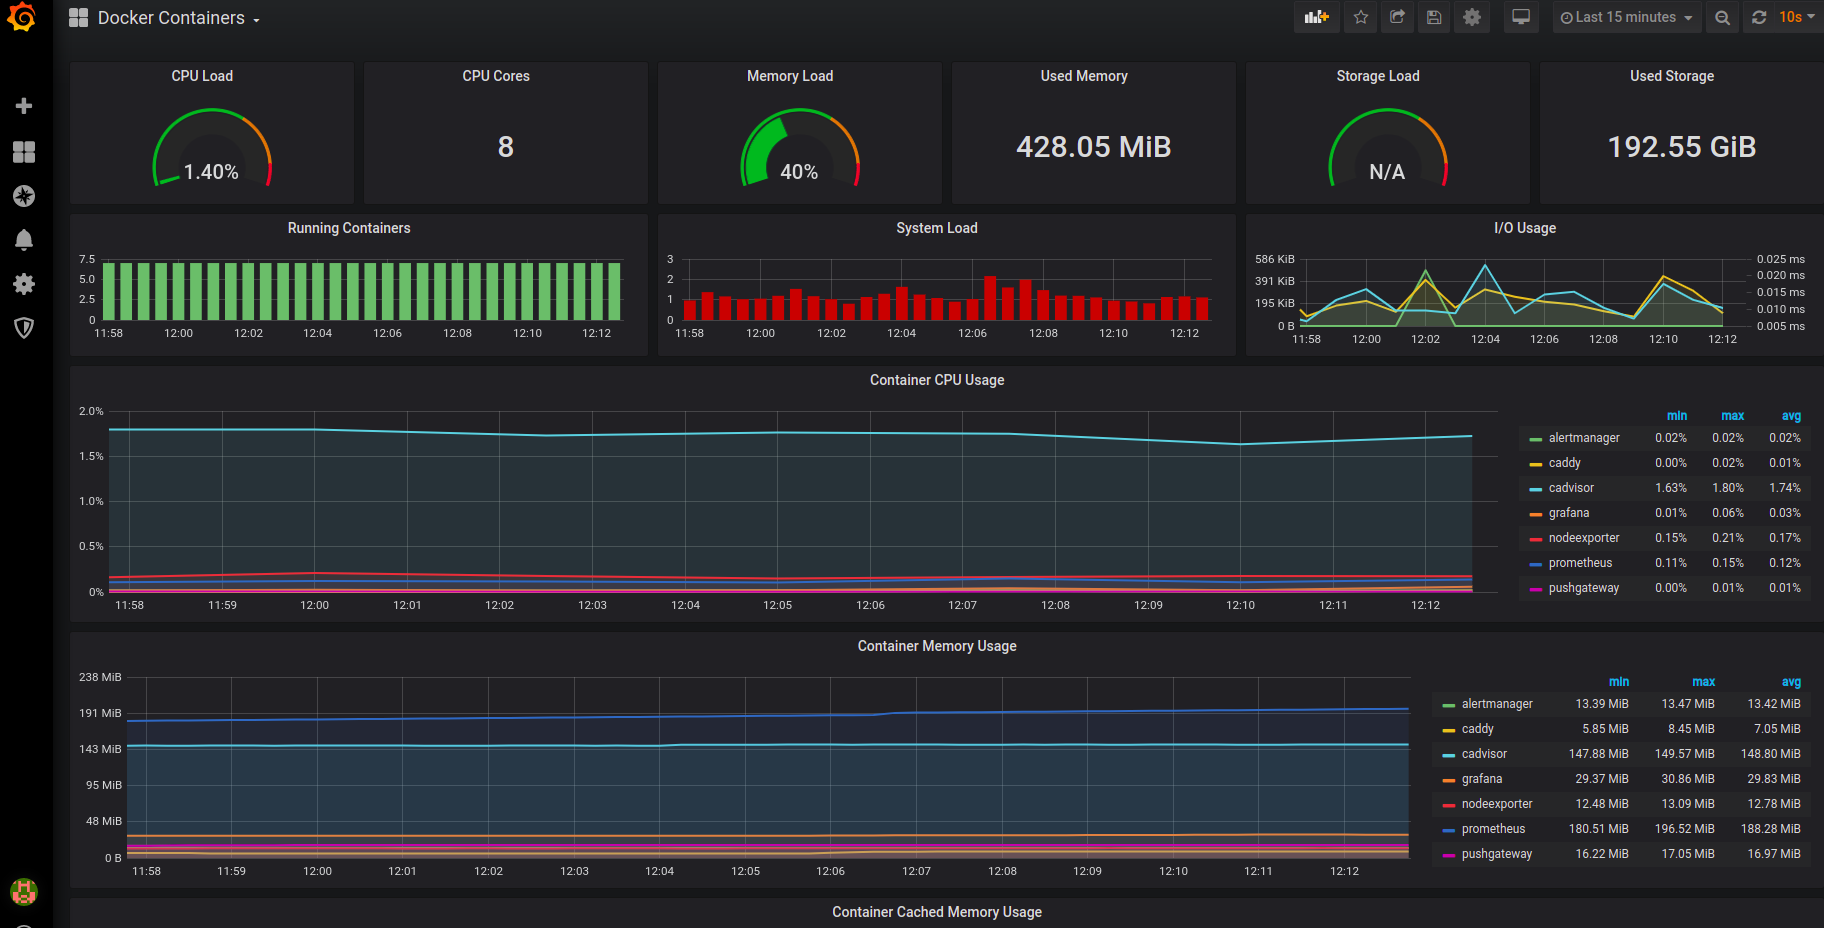 Docker Containers
Last 15 minutes
10s
CPU Load
1.40%
CPU Cores
8
Memory Load
40%
Used Memory
428.05 MiB
Storage Load
N/A
Used Storage
192.55 GiB
Running Containers
7.5
5.0
2.5
0
11:58 12:00 12:02 12:04 12:06 12:08 12:10 12:12
System Load
3
2
1
0
11:58 12:00 12:02 12:04 12:06 12:08 12:10 12:12
I/O Usage
586 KiB
391 KiB
195 KiB
0 B
0.025 ms
0.020 ms
0.015 ms
0.010 ms
0.005 ms
11:58 12:00 12:02 12:04 12:06 12:08 12:10 12:12
Container CPU Usage
2.0%
1.5%
1.0%
0.5%
0%
11:58 11:59 12:00 12:01 12:02 12:03 12:04 12:05 12:06 12:07 12:08 12:09 12:10 12:11 12:12
min max avg
alertmanager 0.02% 0.02% 0.02%
caddy 0.00% 0.02% 0.01%
cadvisor 1.63% 1.80% 1.74%
grafana 0.01% 0.06% 0.03%
nodeexporter 0.15% 0.21% 0.17%
prometheus 0.11% 0.15% 0.12%
pushgateway 0.00% 0.01% 0.01%
Container Memory Usage
238 MiB
191 MiB
143 MiB
95 MiB
48 MiB
0 B
11:58 11:59 12:00 12:01 12:02 12:03 12:04 12:05 12:06 12:07 12:08 12:09 12:10 12:11 12:12
min max avg
alertmanager 13.39 MiB 13.47 MiB 13.42 MiB
caddy 5.85 MiB 8.45 MiB 7.05 MiB
cadvisor 147.88 MiB 149.57 MiB 148.80 MiB
grafana 29.37 MiB 30.86 MiB 29.83 MiB
nodeexporter 12.48 MiB 13.09 MiB 12.78 MiB
prometheus 180.51 MiB 196.52 MiB 188.28 MiB
pushgateway 16.22 MiB 17.05 MiB 16.97 MiB
Container Cached Memory Usage